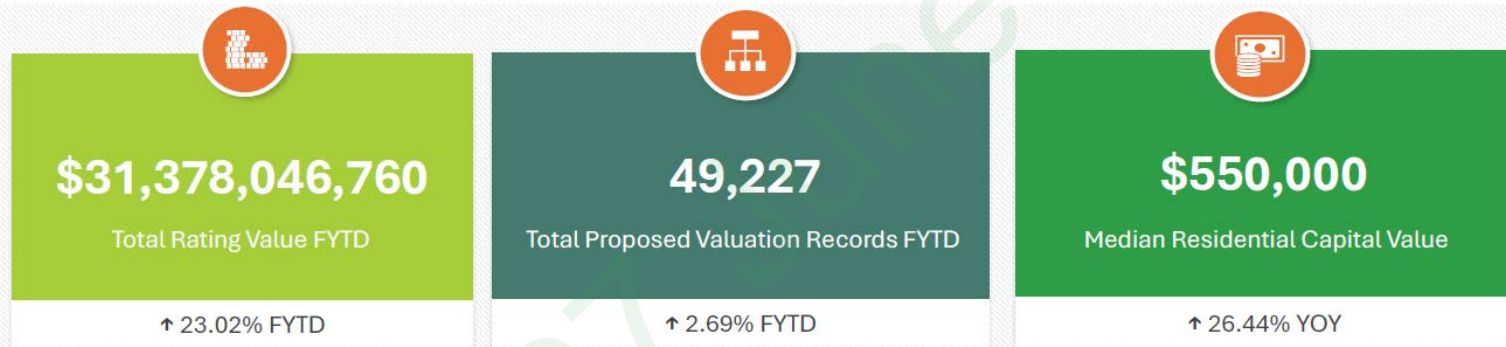 $31,378,046,760
Total Rating Value FYTD
↑ 23.02% FYTD
49,227
Total Proposed Valuation Records FYTD
↑ 2.69% FYTD
$550,000
Median Residential Capital Value
↑ 26.44% YOY